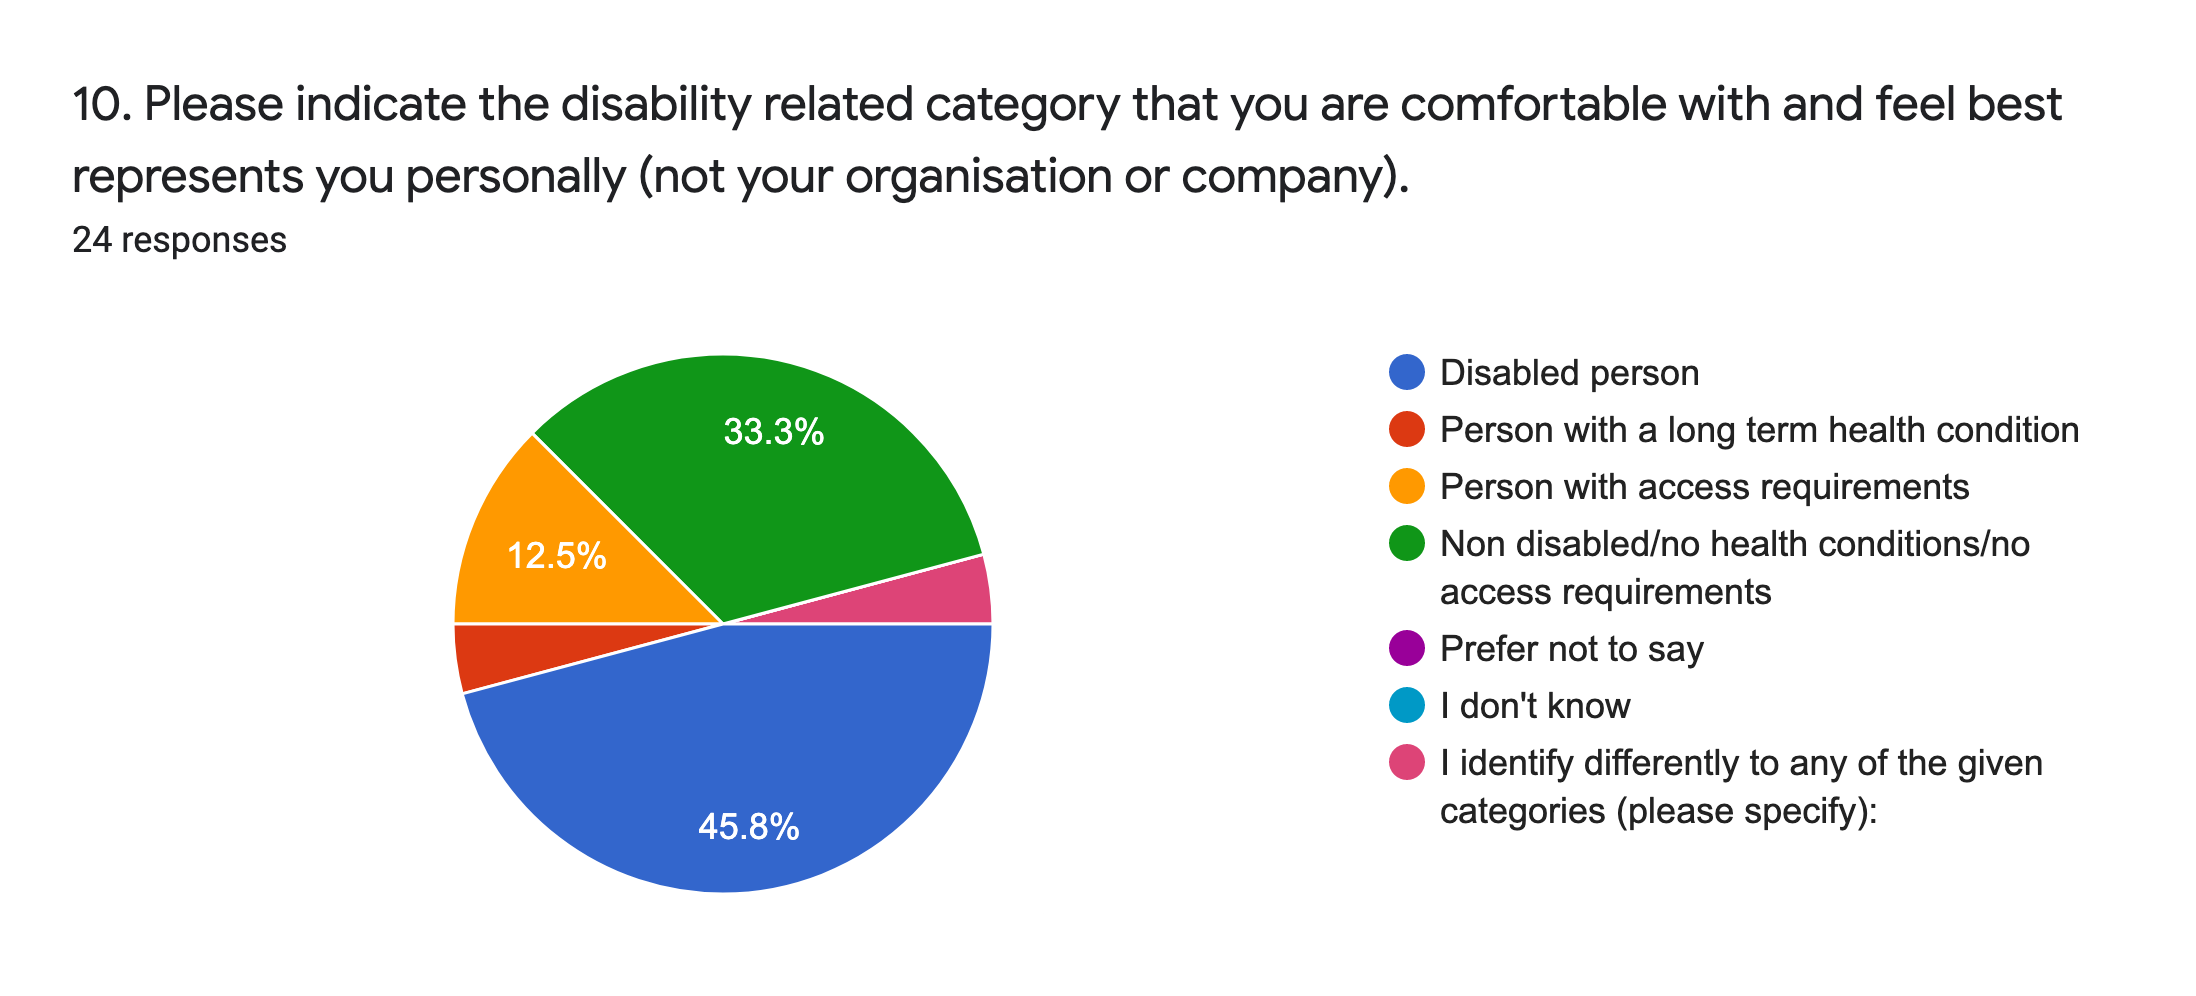 10. Please indicate the disability related category that you are comfortable with and feel best
represents you personally (not your organisation or company).
24 responses
33.3%
12.5%
45.8%
Disabled person
Person with a long term health condition
Person with access requirements
Non disabled/no health conditions/no
access requirements
Prefer not to say
I don't know
I identify differently to any of the given
categories (please specify):